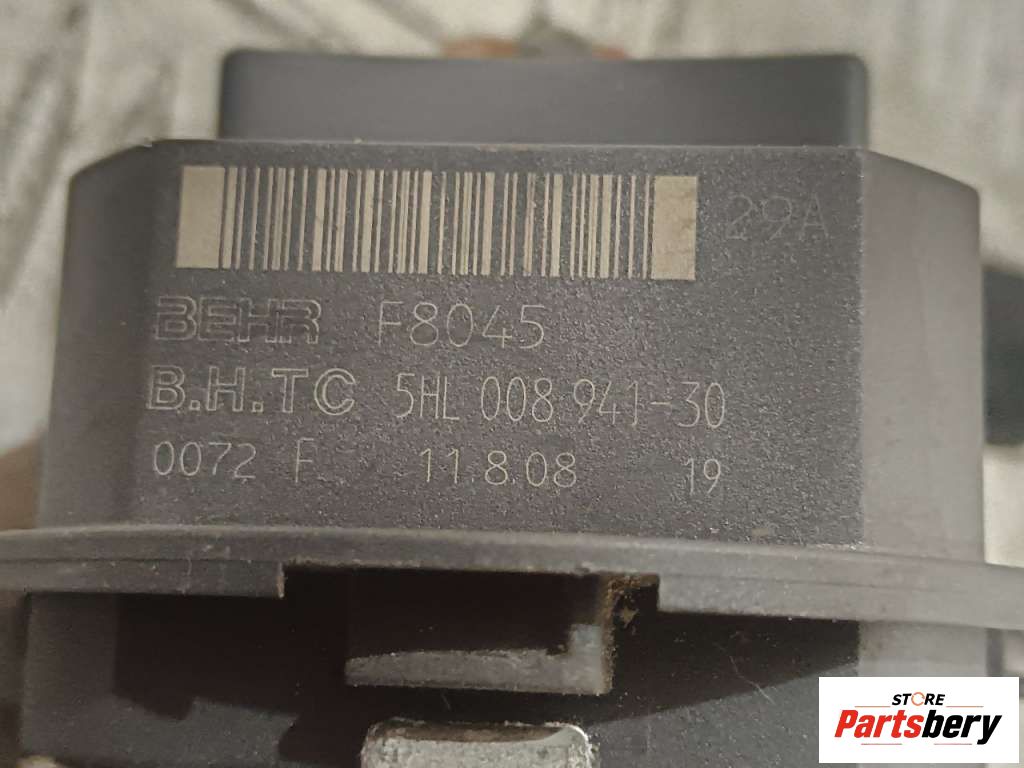 29A
BEHR F8045
B.H.TC 5HL 008 941-30
0072 F 11.8.08 19
STORE
Partsbery